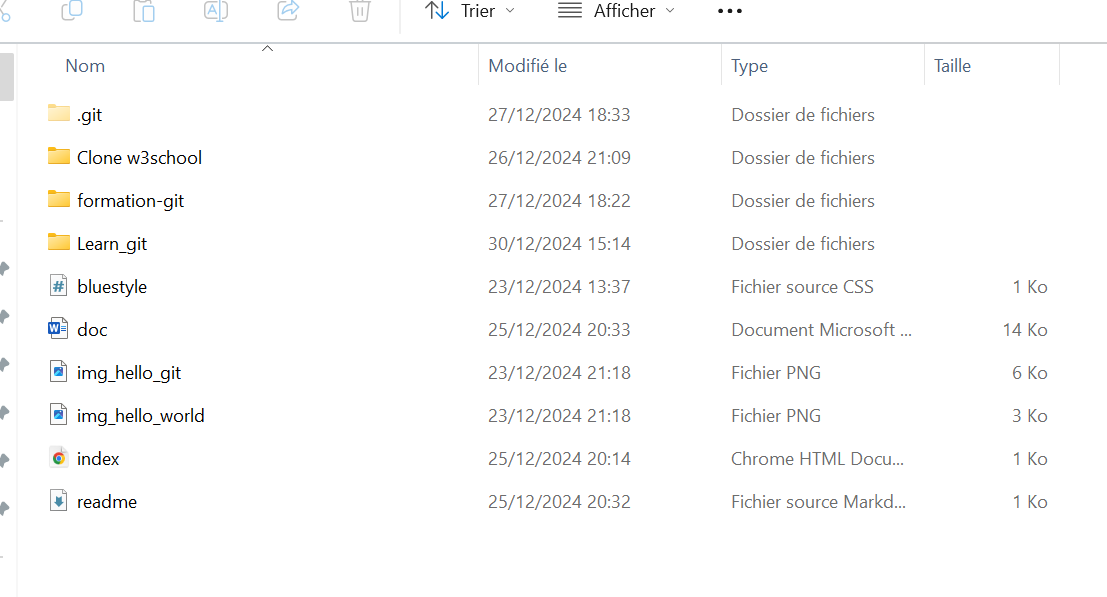 Trier Afficher
Nom Modifié le Type Taille
.git 27/12/2024 18:33 Dossier de fichiers
Clone w3school 26/12/2024 21:09 Dossier de fichiers
formation-git 27/12/2024 18:22 Dossier de fichiers
Learn_git 30/12/2024 15:14 Dossier de fichiers
bluestyle 23/12/2024 13:37 Fichier source CSS 1 Ko
doc 25/12/2024 20:33 Document Microsoft ... 14 Ko
img_hello_git 23/12/2024 21:18 Fichier PNG 6 Ko
img_hello_world 23/12/2024 21:18 Fichier PNG 3 Ko
index 25/12/2024 20:14 Chrome HTML Docu... 1 Ko
readme 25/12/2024 20:32 Fichier source Markd... 1 Ko